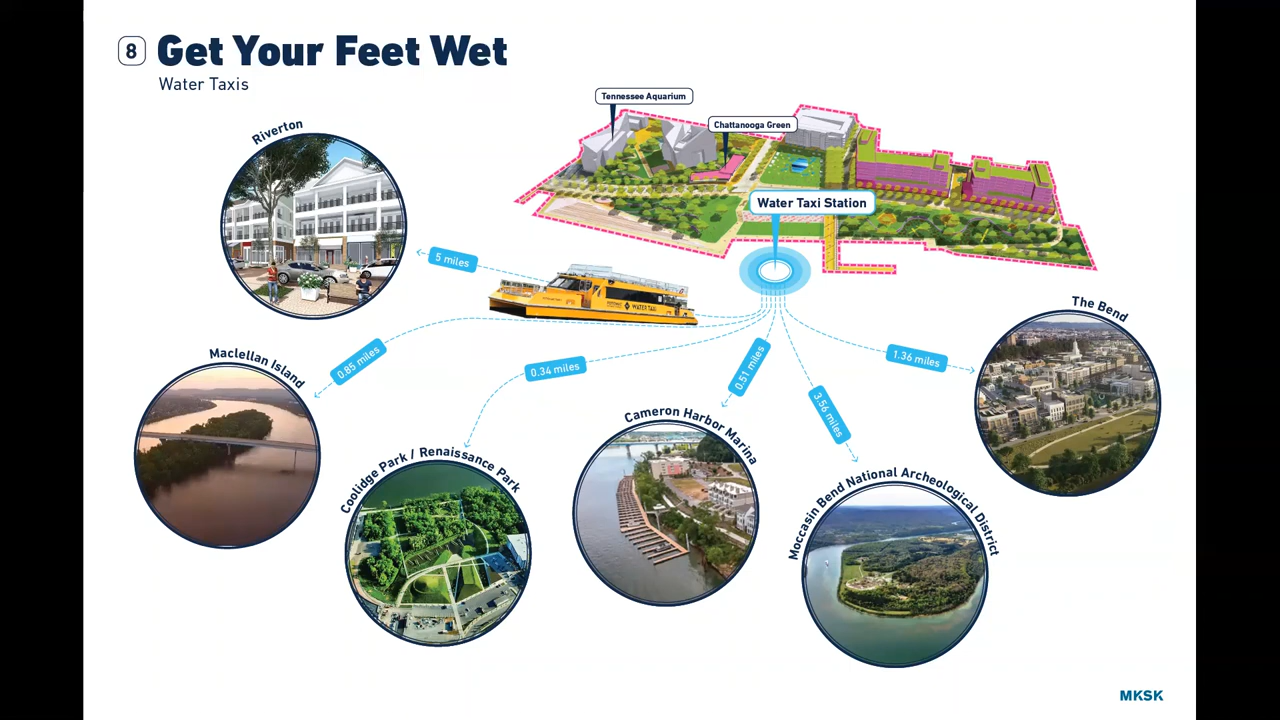 8
Get Your Feet Wet
Water Taxis
Tennessee Aquarium
Chattanooga Green
Water Taxi Station
Riverton
5 miles
WATER TAXI
Maclellan Island
0.85 miles
0.34 miles
Coolidge Park / Renaissance Park
0.51 miles
Cameron Harbor Marina
3.56 miles
Moccasin Bend National Archeological District
1.36 miles
The Bend
MKSK